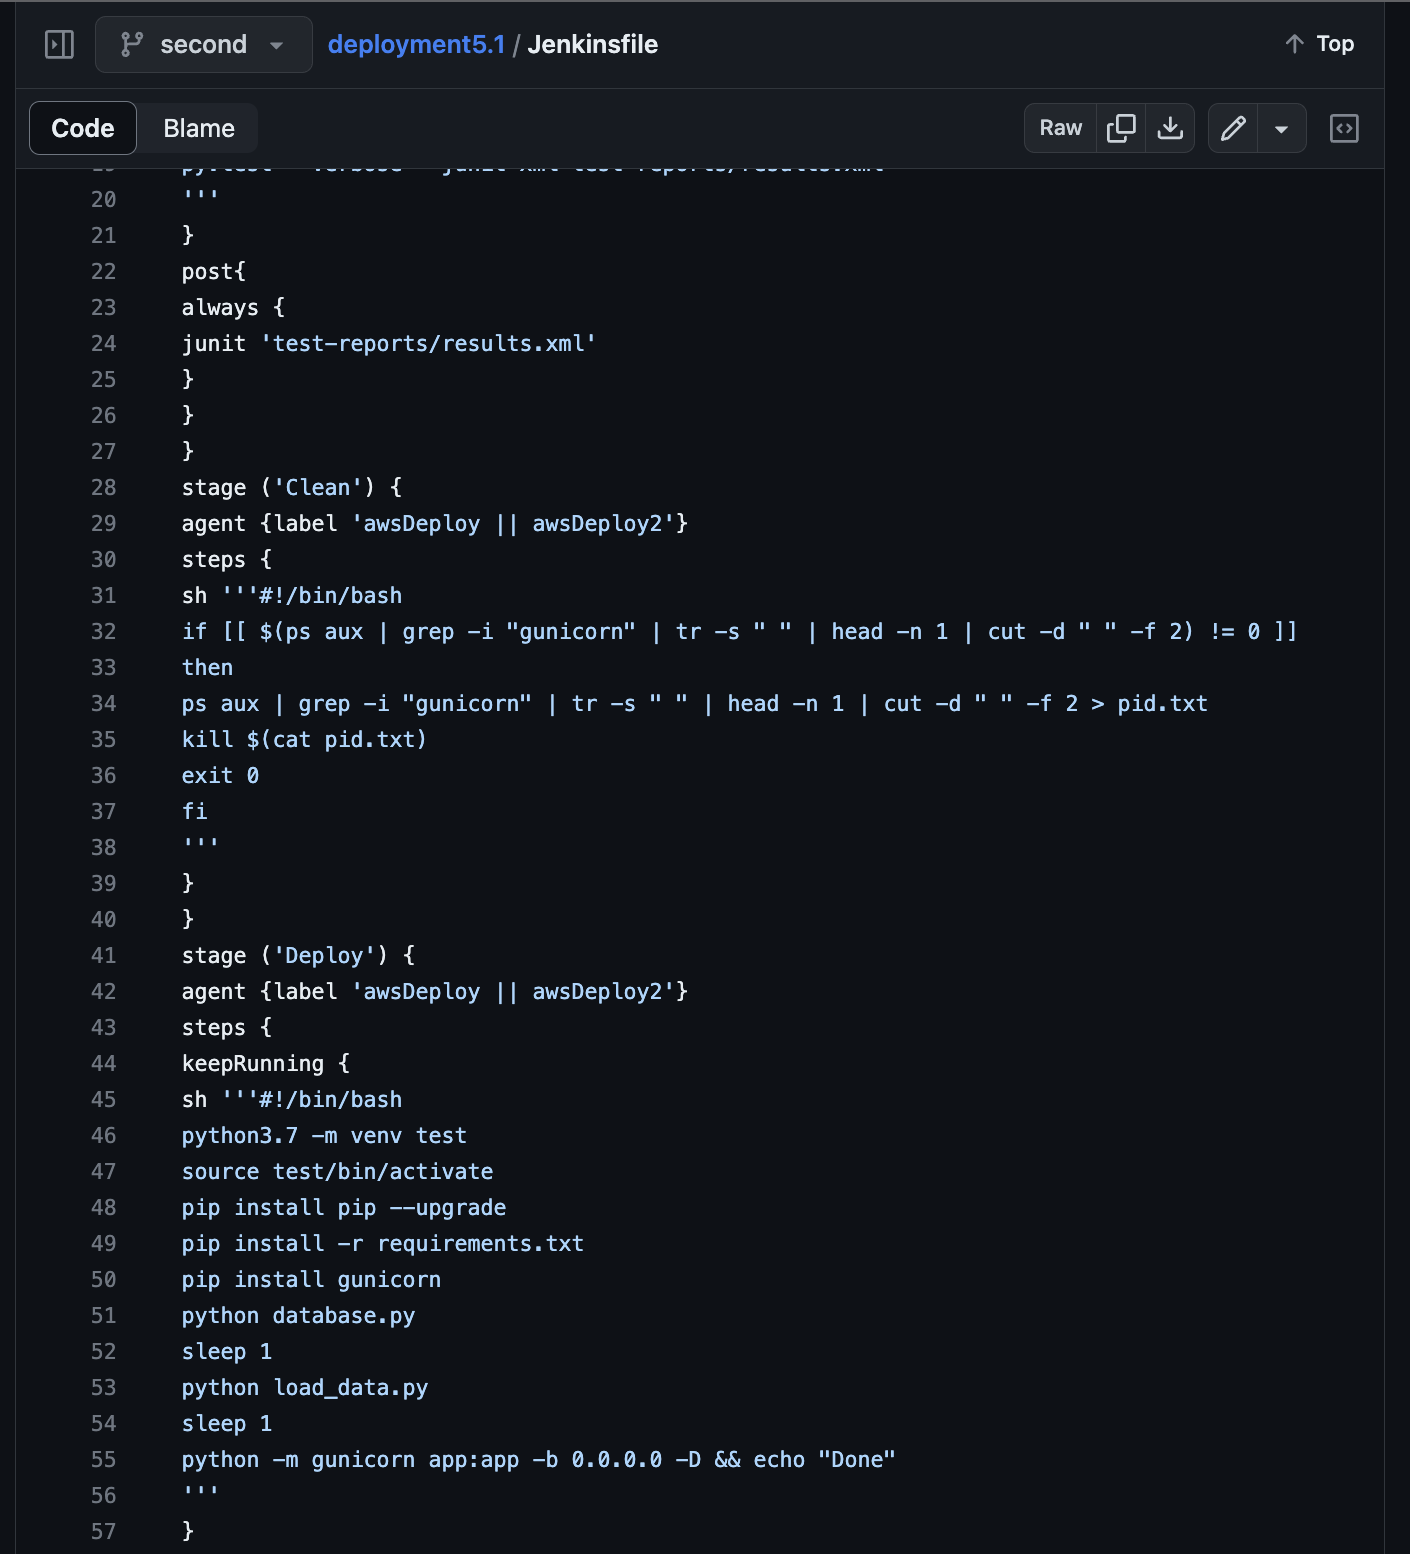 second deployment5.1 / Jenkinsfile Top
Code Blame Raw
20 '''
21 }
22 post{
23 always {
24 junit 'test-reports/results.xml'
25 }
26 }
27 }
28 stage ('Clean') {
29 agent {label 'awsDeploy || awsDeploy2'}
30 steps {
31 sh '''#!/bin/bash
32 if [[ $(ps aux | grep -i "gunicorn" | tr -s " " | head -n 1 | cut -d " " -f 2) != 0 ]]
33 then
34 ps aux | grep -i "gunicorn" | tr -s " " | head -n 1 | cut -d " " -f 2 > pid.txt
35 kill $(cat pid.txt)
36 exit 0
37 fi
38 '''
39 }
40 }
41 stage ('Deploy') {
42 agent {label 'awsDeploy || awsDeploy2'}
43 steps {
44 keepRunning {
45 sh '''#!/bin/bash
46 python3.7 -m venv test
47 source test/bin/activate
48 pip install pip --upgrade
49 pip install -r requirements.txt
50 pip install gunicorn
51 python database.py
52 sleep 1
53 python load_data.py
54 sleep 1
55 python -m gunicorn app:app -b 0.0.0.0 -D && echo "Done"
56 '''
57 }